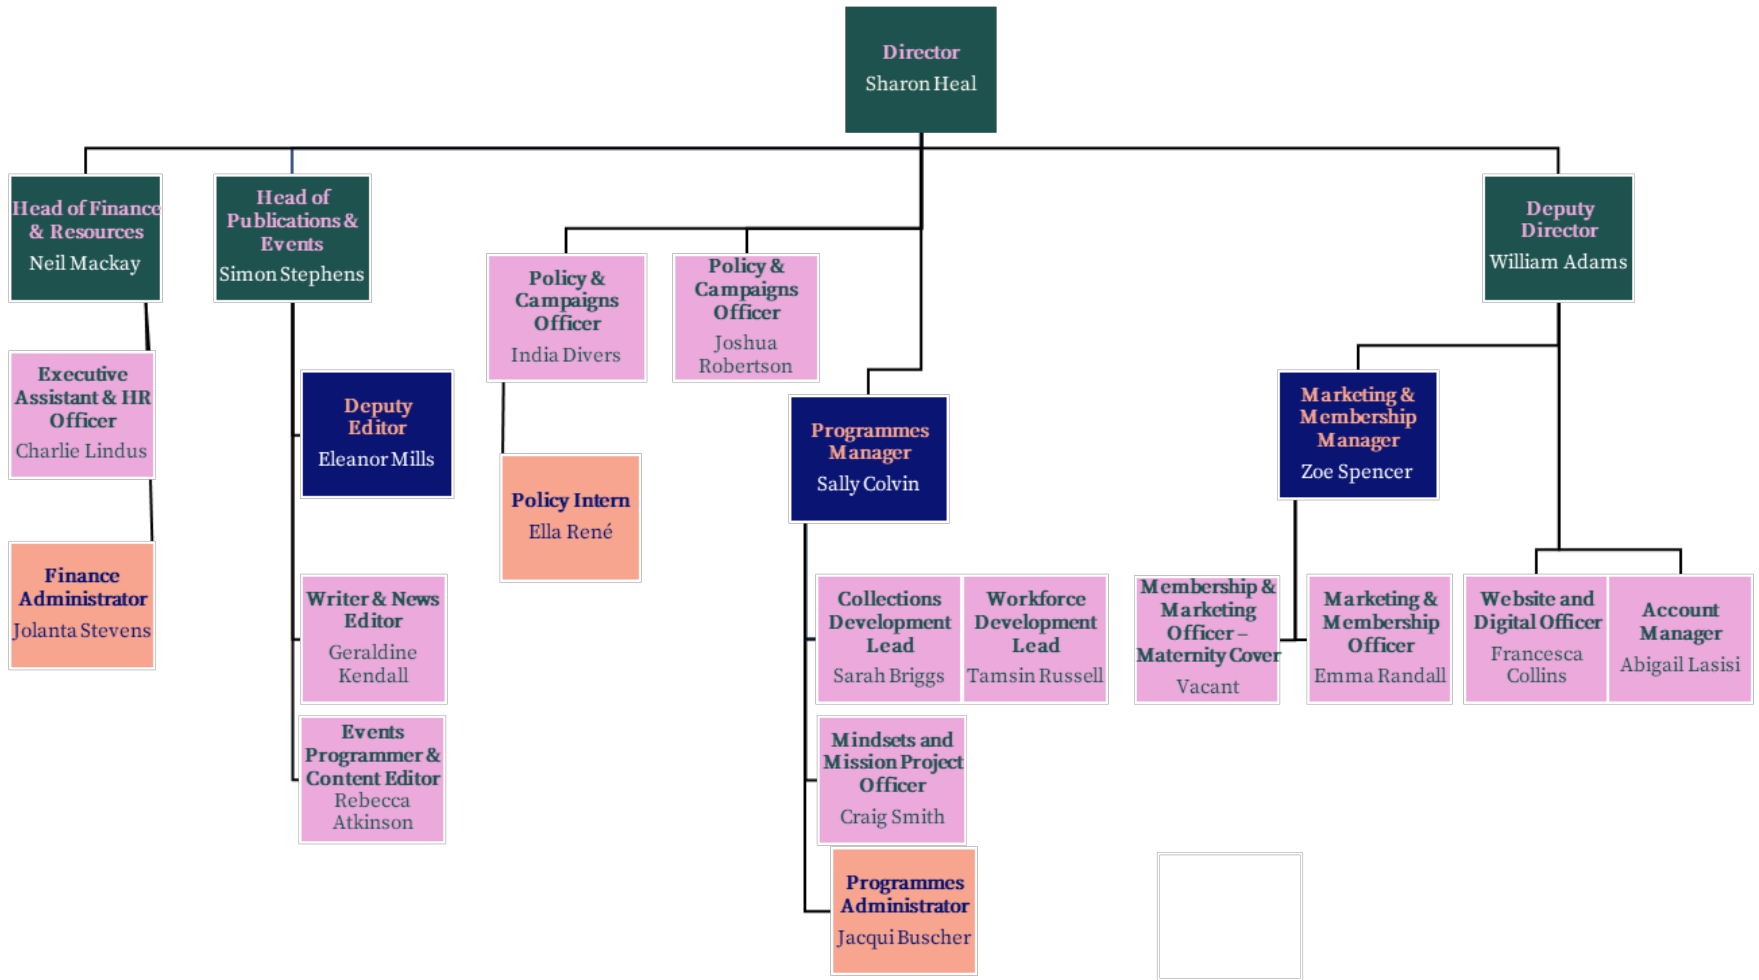 Director
Sharon Heal
Head of Finance
& Resources
Neil Mackay
Head of
Publications &
Events
Simon Stephens
Deputy
Director
William Adams
Policy &
Campaigns
Officer
India Divers
Policy &
Campaigns
Officer
Joshua
Robertson
Executive
Assistant & HR
Officer
Charlie Lindus
Deputy
Editor
Eleanor Mills
Programmes
Manager
Sally Colvin
Marketing &
Membership
Manager
Zoe Spencer
Policy Intern
Ella René
Finance
Administrator
Jolanta Stevens
Writer & News
Editor
Geraldine
Kendall
Collections
Development
Lead
Sarah Briggs
Workforce
Development
Lead
Tamsin Russell
Membership &
Marketing
Officer –
Maternity Cover
Vacant
Marketing &
Membership
Officer
Emma Randall
Website and
Digital Officer
Francesca
Collins
Account
Manager
Abigail Lasisi
Events
Programmer &
Content Editor
Rebecca
Atkinson
Mindsets and
Mission Project
Officer
Craig Smith
Programmes
Administrator
Jacqui Buscher